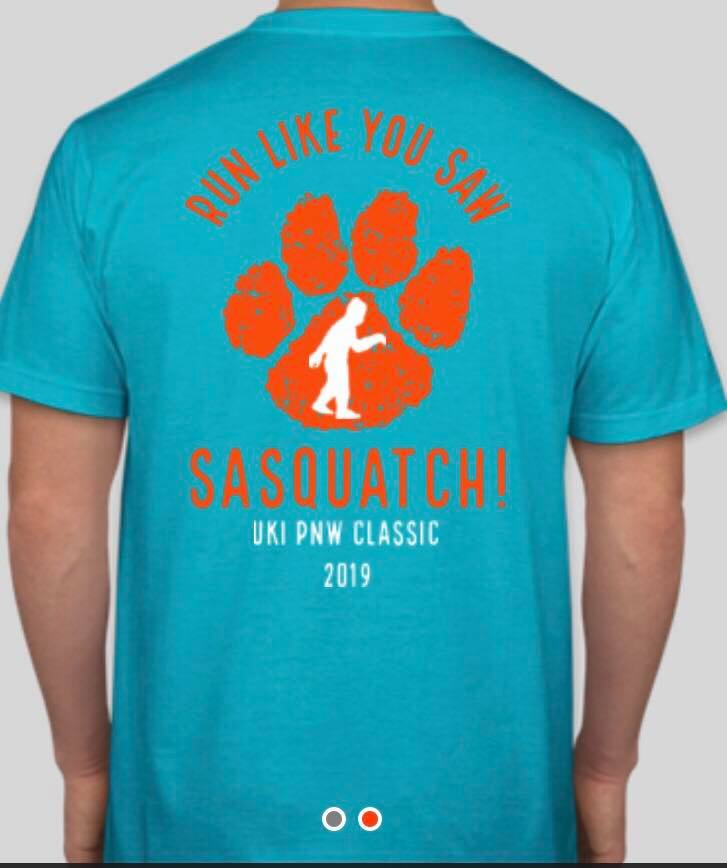 RUN LIKE YOU SAW
SASQUATCH!
UKI PNW CLASSIC
2019